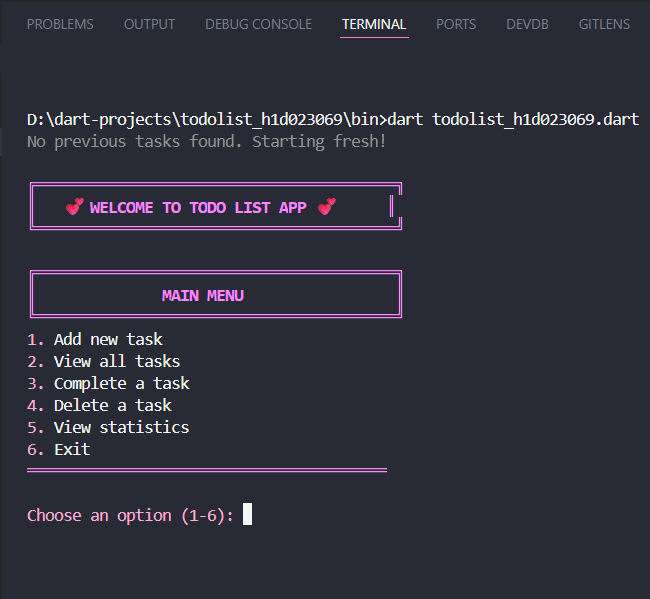 PROBLEMS OUTPUT DEBUG CONSOLE TERMINAL PORTS DEVDB GITLENS
D:\dart-projects\todolist_h1d023069\bin>dart todolist_h1d023069.dart
No previous tasks found. Starting fresh!
💕 WELCOME TO TODO LIST APP 💕
MAIN MENU
1. Add new task
2. View all tasks
3. Complete a task
4. Delete a task
5. View statistics
6. Exit
Choose an option (1-6):